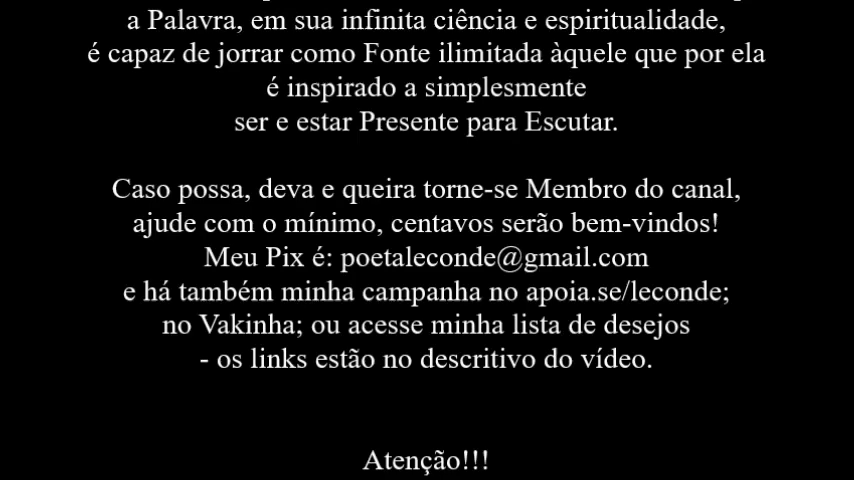 a Palavra, em sua infinita ciência e espiritualidade,
é capaz de jorrar como Fonte ilimitada àquele que por ela
é inspirado a simplesmente
ser e estar Presente para Escutar.
Caso possa, deva e queira torne-se Membro do canal,
ajude com o mínimo, centavos serão bem-vindos!
Meu Pix é: poetaleconde@gmail.com
e há também minha campanha no apoia.se/leconde;
no Vakinha; ou acesse minha lista de desejos
- os links estão no descritivo do vídeo.
Atenção!!!